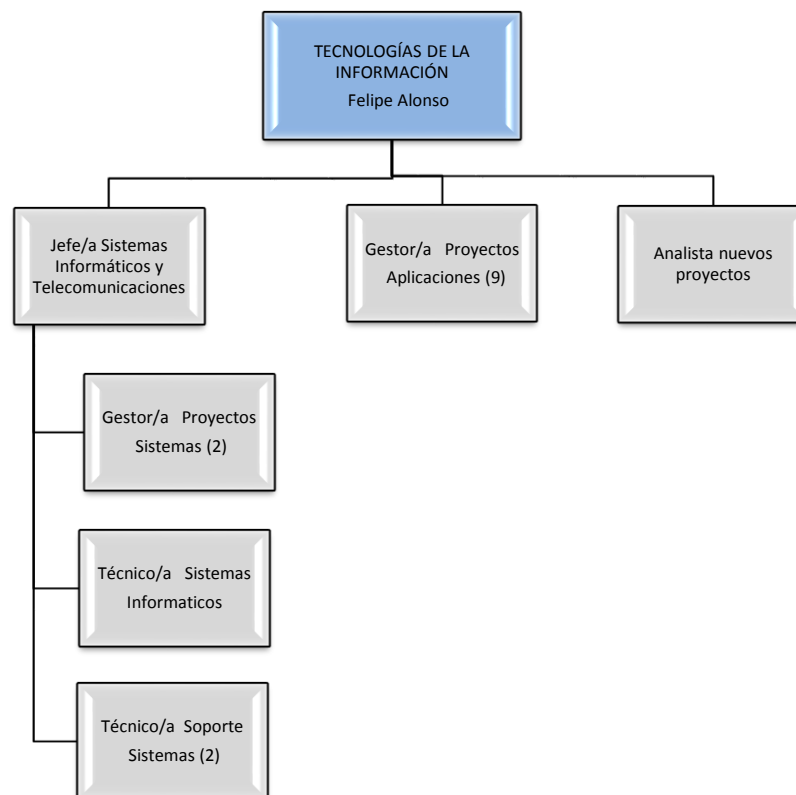 TECNOLOGÍAS DE LA
INFORMACIÓN
Felipe Alonso
Jefe/a Sistemas
Informáticos y
Telecomunicaciones
Gestor/a Proyectos
Aplicaciones (9)
Analista nuevos
proyectos
Gestor/a Proyectos
Sistemas (2)
Técnico/a Sistemas
Informaticos
Técnico/a Soporte
Sistemas (2)